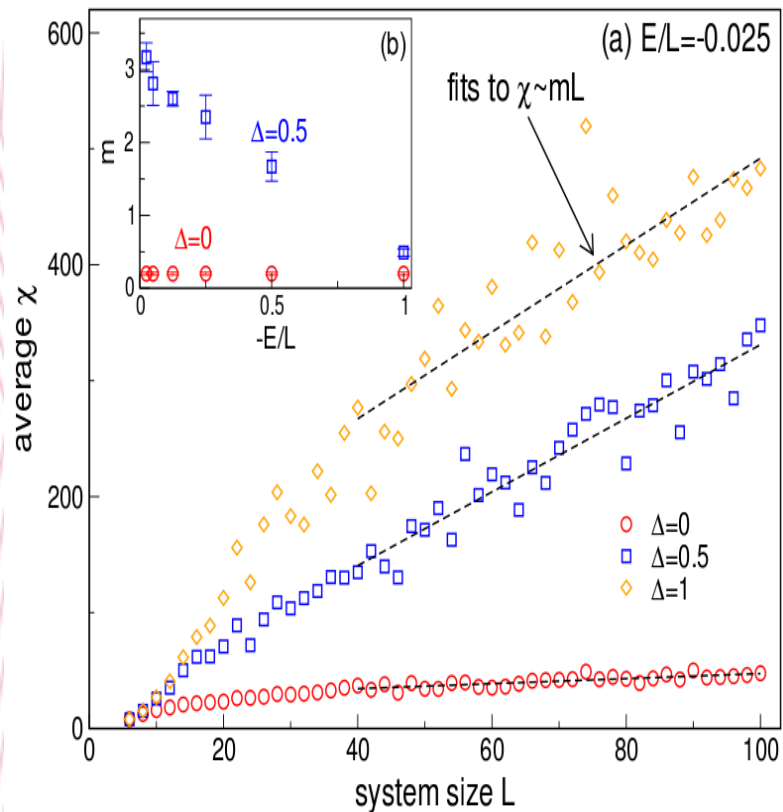 600
400
200
0
average χ
0
20
40
60
80
100
system size L
(a) E/L=-0.025
fits to χ~mL
Δ=0
Δ=0.5
Δ=1
(b)
3
2
1
0
m
Δ=0.5
Δ=0
0
0.5
1
-E/L